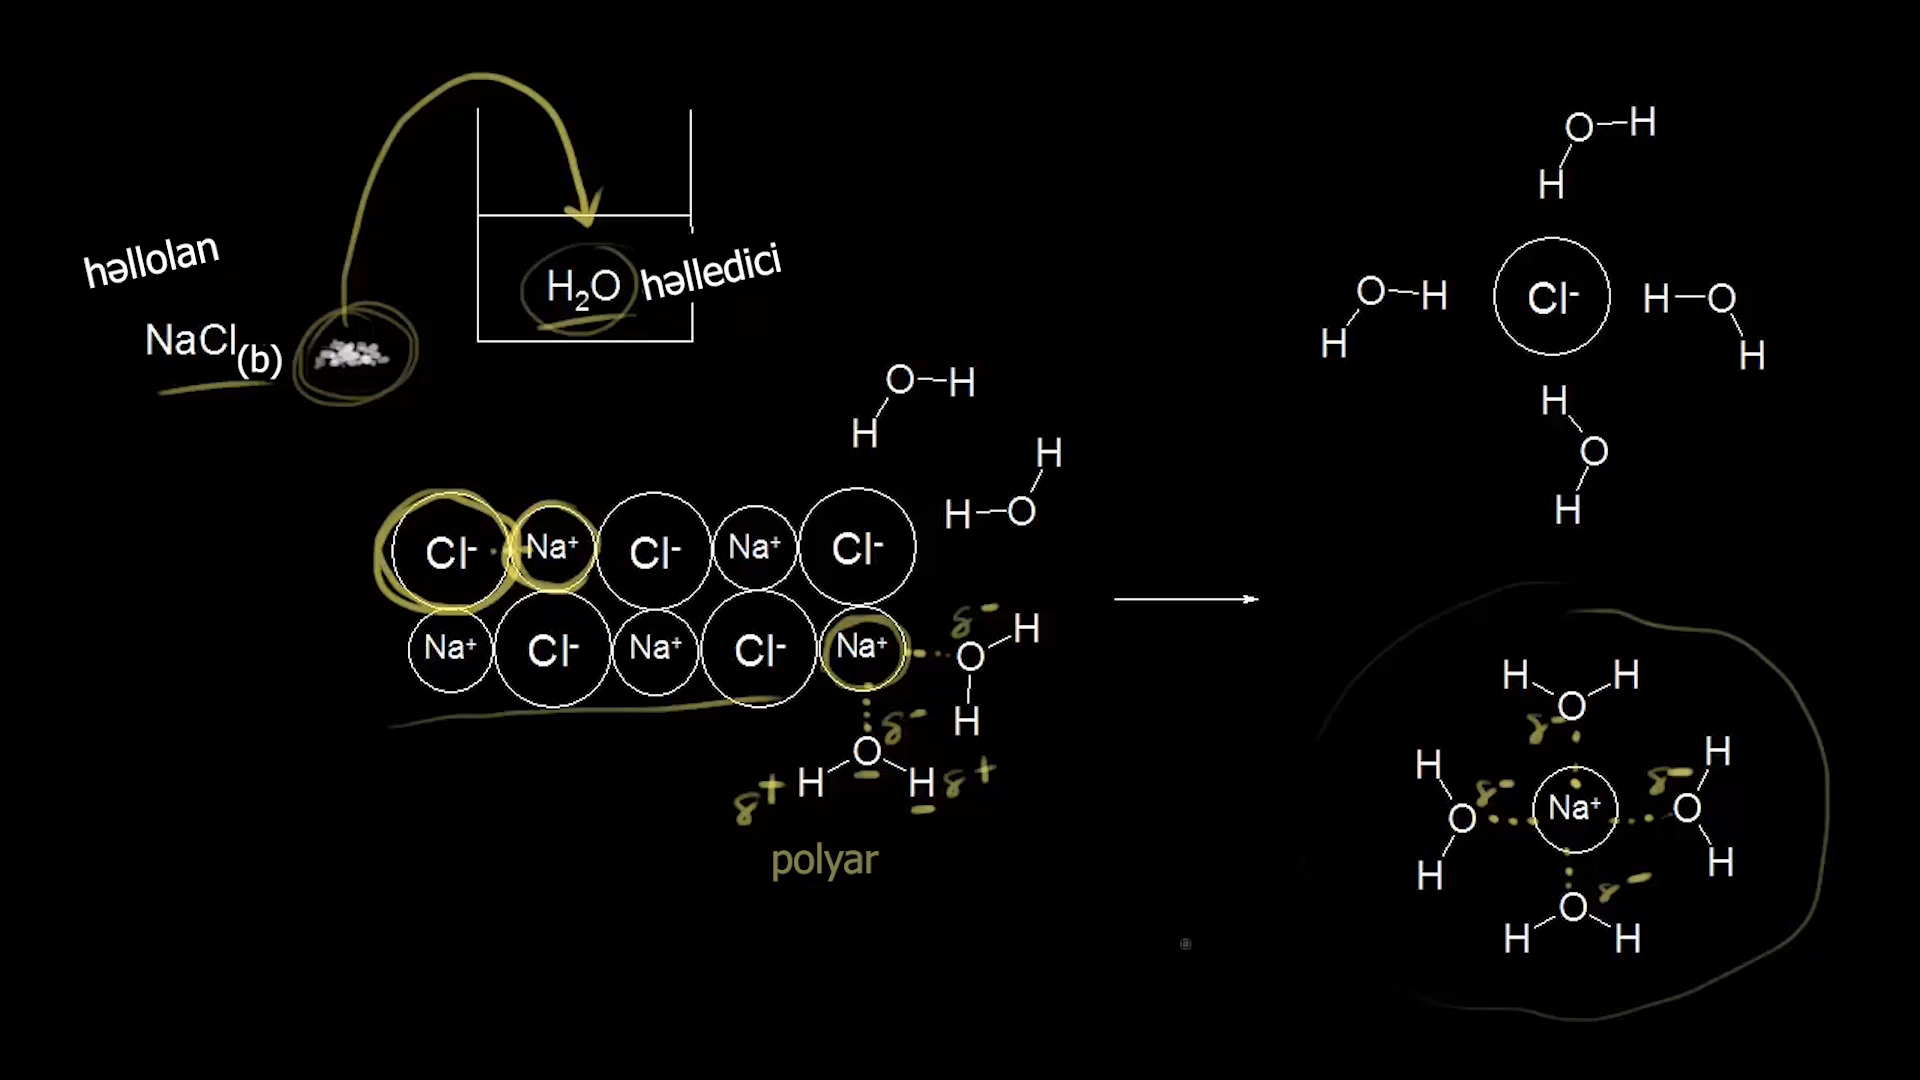 həllolan
NaCl(b)
H₂O həlledici
O H
H
H
H O
Cl⁻ Na⁺ Cl⁻ Na⁺ Cl⁻
Na⁺ Cl⁻ Na⁺ Cl⁻ Na⁺ δ⁻ O H
H
δ⁻
O
δ⁺ H H δ⁺
polyar
O H
H
O H Cl⁻ H O
H H
H
O
H
H H
O
δ⁻
H δ⁻ δ⁻ H
O Na⁺ O
H H
δ⁻
O
H H